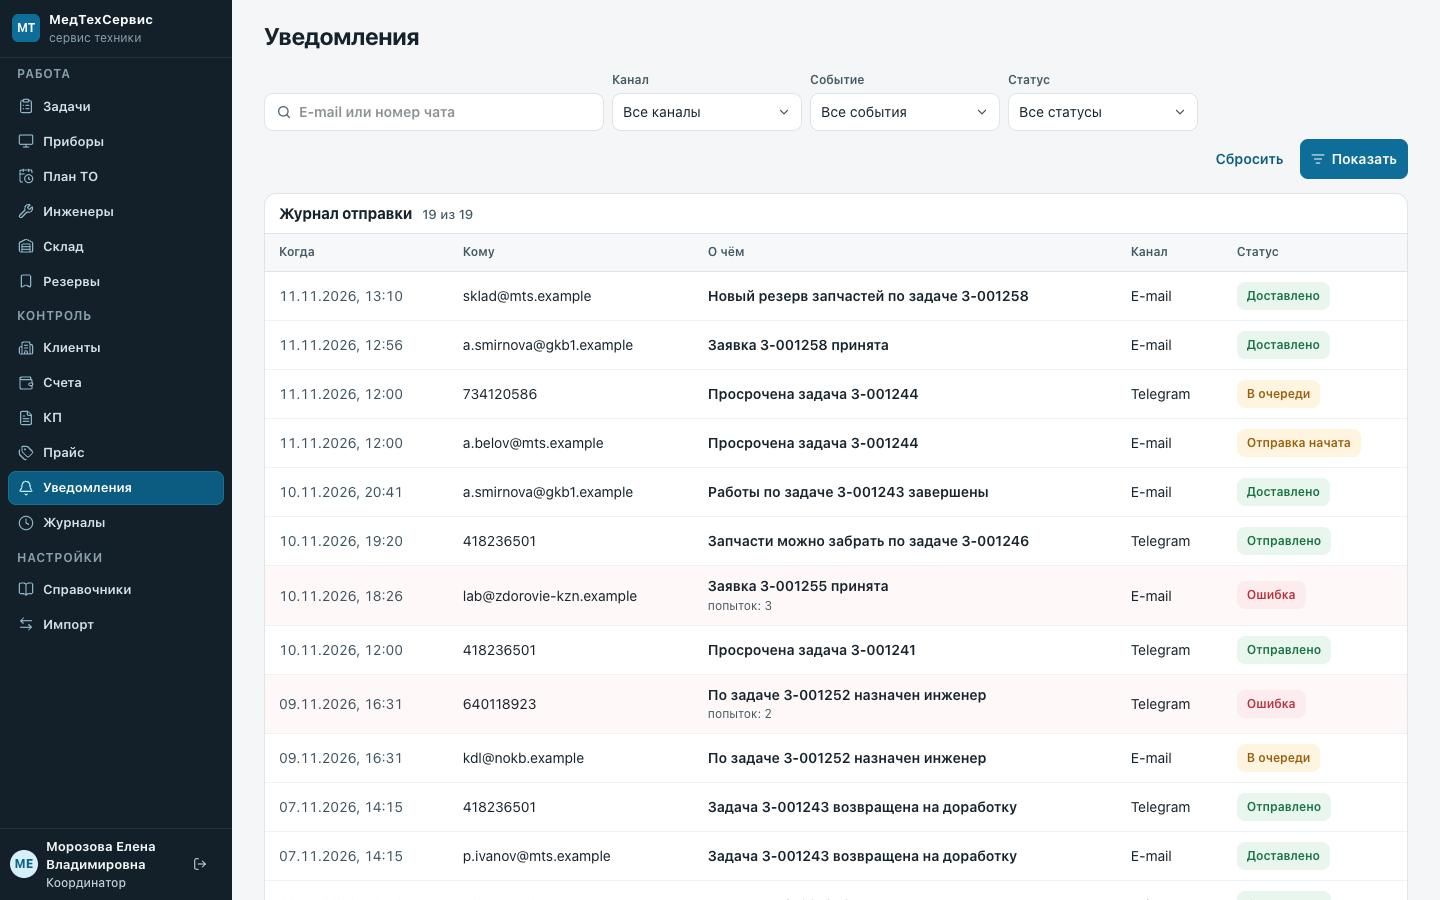 МТ
МедТехСервис
сервис техники
РАБОТА
Задачи
Приборы
План ТО
Инженеры
Склад
Резервы
КОНТРОЛЬ
Клиенты
Счета
КП
Прайс
Уведомления
Журналы
НАСТРОЙКИ
Справочники
Импорт
МЕ
Морозова Елена
Владимировна
Координатор
Уведомления
Канал Событие Статус
E-mail или номер чата Все каналы Все события Все статусы
Сбросить Показать
Журнал отправки 19 из 19
Когда Кому О чём Канал Статус
11.11.2026, 13:10 sklad@mts.example Новый резерв запчастей по задаче З-001258 E-mail Доставлено
11.11.2026, 12:56 a.smirnova@gkb1.example Заявка З-001258 принята E-mail Доставлено
11.11.2026, 12:00 734120586 Просрочена задача З-001244 Telegram В очереди
11.11.2026, 12:00 a.belov@mts.example Просрочена задача З-001244 E-mail Отправка начата
10.11.2026, 20:41 a.smirnova@gkb1.example Работы по задаче З-001243 завершены E-mail Доставлено
10.11.2026, 19:20 418236501 Запчасти можно забрать по задаче З-001246 Telegram Отправлено
10.11.2026, 18:26 lab@zdorovie-kzn.example Заявка З-001255 принята E-mail Ошибка
попыток: 3
10.11.2026, 12:00 418236501 Просрочена задача З-001241 Telegram Отправлено
09.11.2026, 16:31 640118923 По задаче З-001252 назначен инженер Telegram Ошибка
попыток: 2
09.11.2026, 16:31 kdl@nokb.example По задаче З-001252 назначен инженер E-mail В очереди
07.11.2026, 14:15 418236501 Задача З-001243 возвращена на доработку Telegram Отправлено
07.11.2026, 14:15 p.ivanov@mts.example Задача З-001243 возвращена на доработку E-mail Доставлено